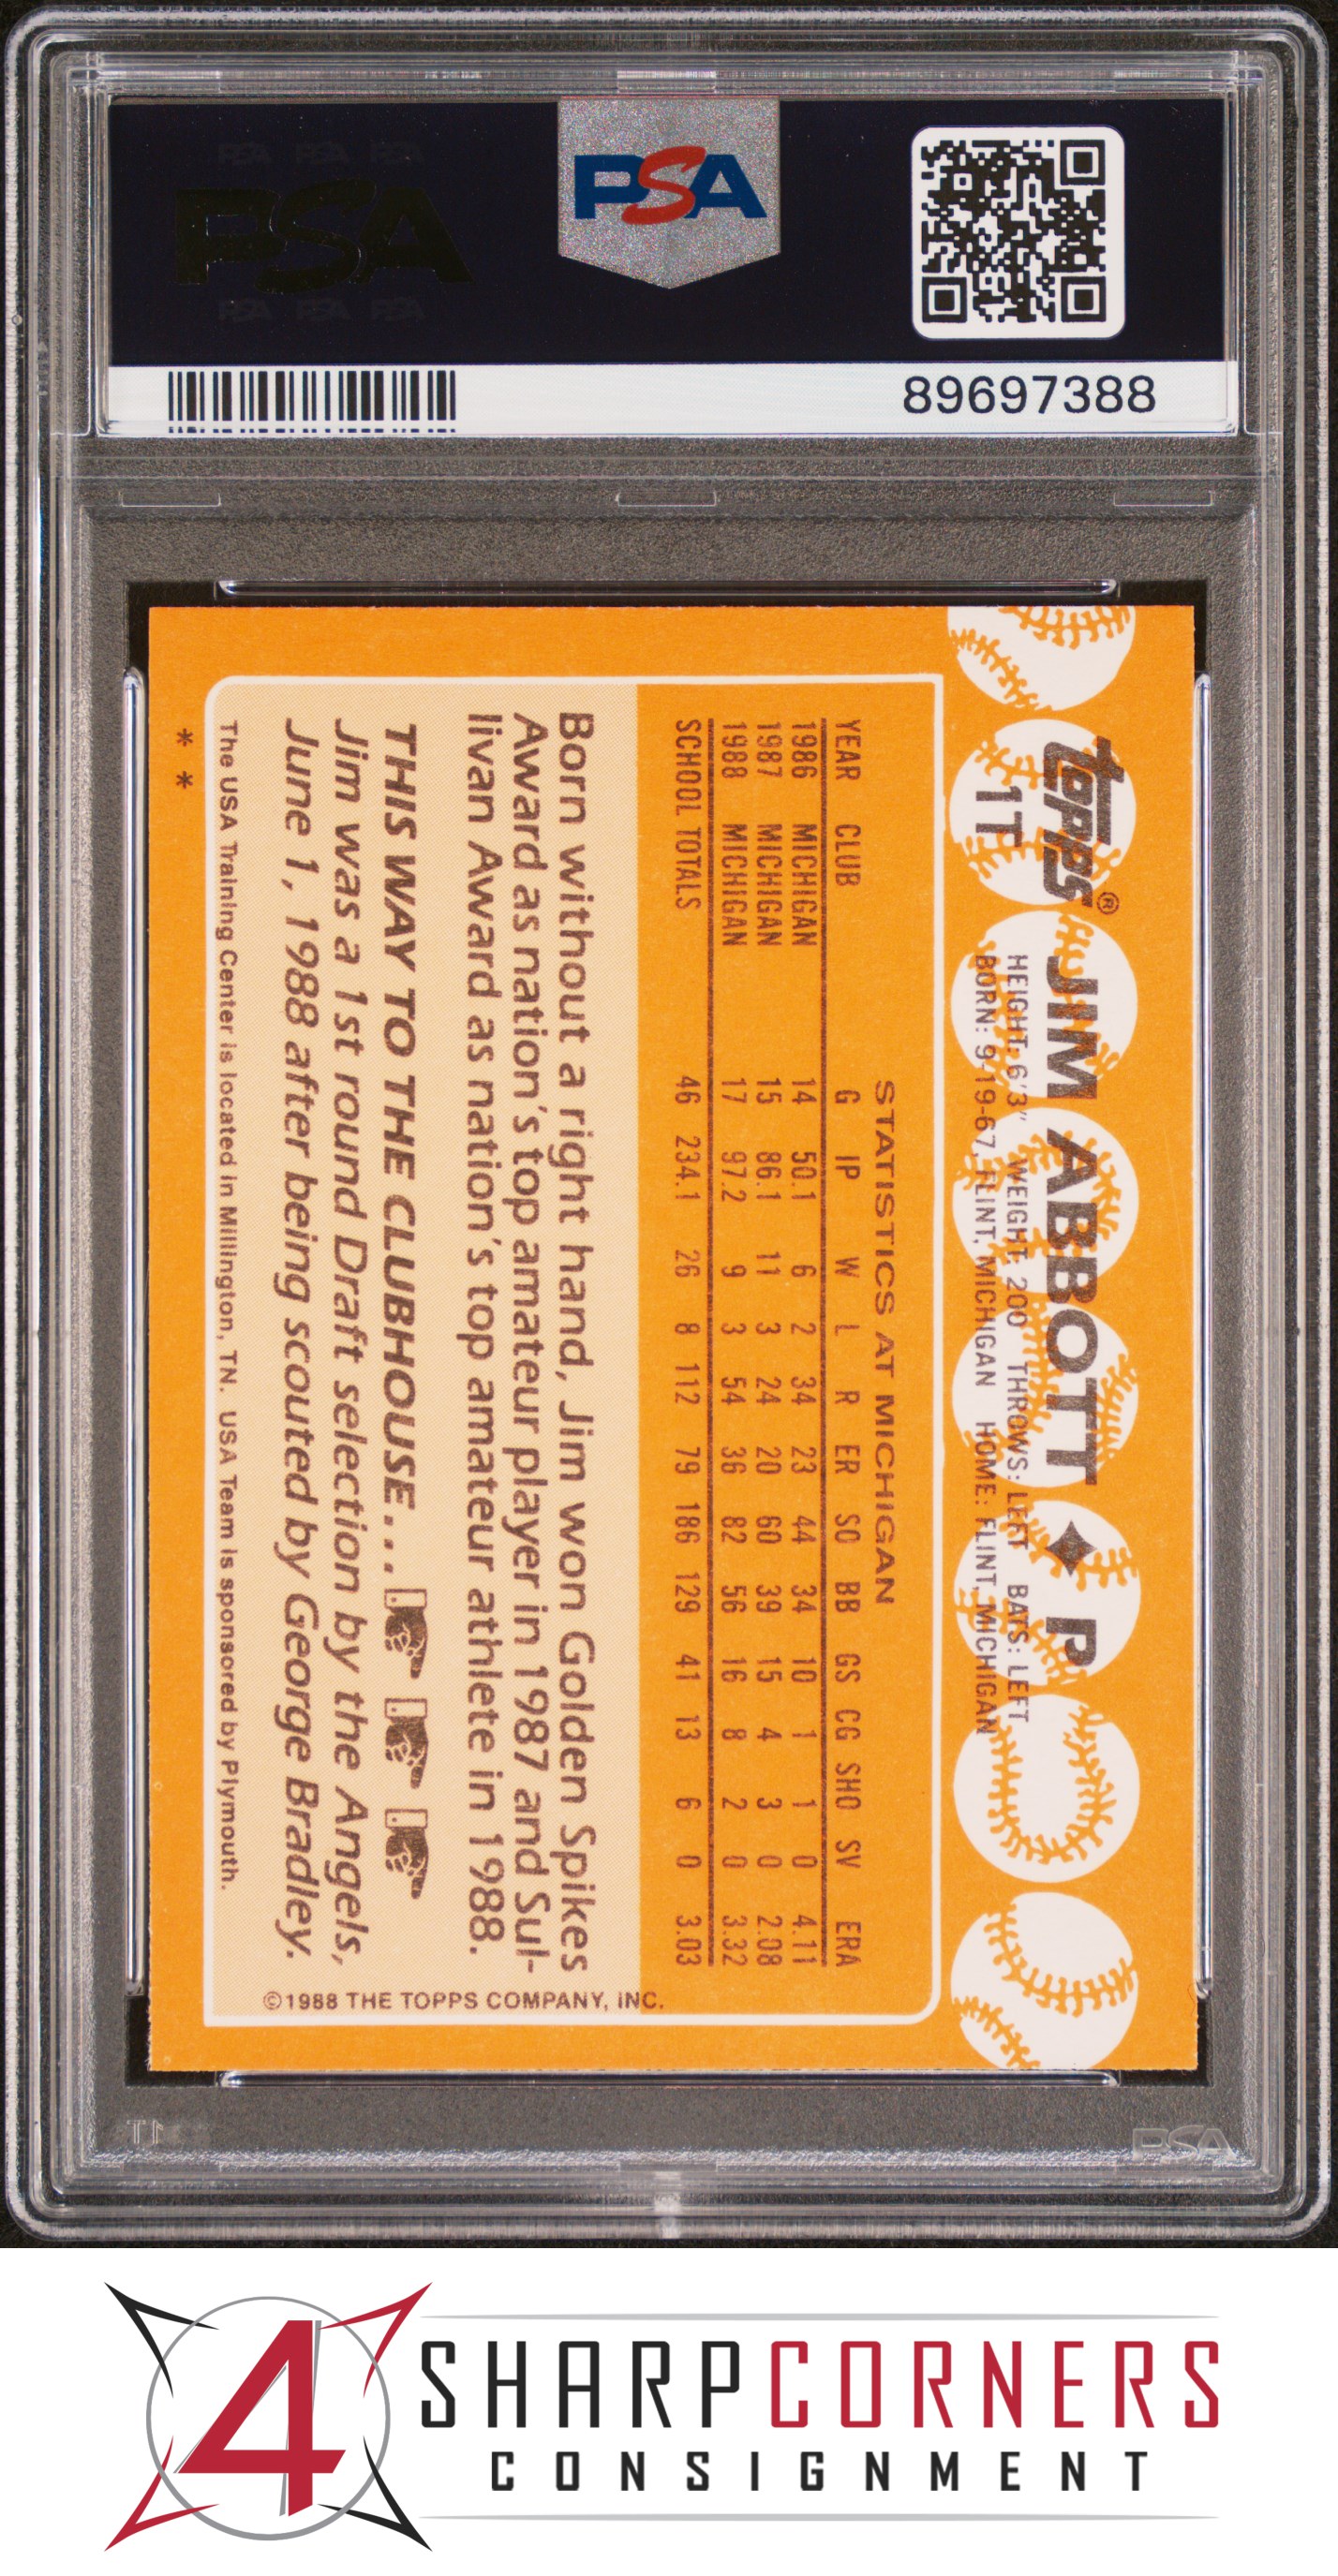 PSA PSA PSA
PSA
PSA PSA PSA
PSA
89697388
topps®
1T
JIM ABBOTT ✦ P
HEIGHT: 6'3" WEIGHT: 200 THROWS: LEFT BATS: LEFT
BORN: 9-19-67, FLINT, MICHIGAN HOME: FLINT, MICHIGAN
STATISTICS AT MICHIGAN
YEAR CLUB G IP W L R ER SO BB GS CG SHO SV ERA
1986 MICHIGAN 14 50.1 6 2 34 23 44 34 10 1 1 0 4.11
1987 MICHIGAN 15 86.1 11 3 24 20 60 39 15 4 3 0 2.08
1988 MICHIGAN 17 97.2 9 3 54 36 82 56 16 8 2 0 3.32
SCHOOL TOTALS 46 234.1 26 8 112 79 186 129 41 13 6 0 3.03
Born without a right hand, Jim won Golden Spikes
Award as nation's top amateur player in 1987 and Sul-
livan Award as nation's top amateur athlete in 1988.
THIS WAY TO THE CLUBHOUSE...
Jim was a 1st round Draft selection by the Angels,
June 1, 1988 after being scouted by George Bradley.
©1988 THE TOPPS COMPANY, INC.
The USA Training Center is located in Millington, TN. USA Team is sponsored by Plymouth.
* *
PSA
4
SHARPCORNERS
CONSIGNMENT